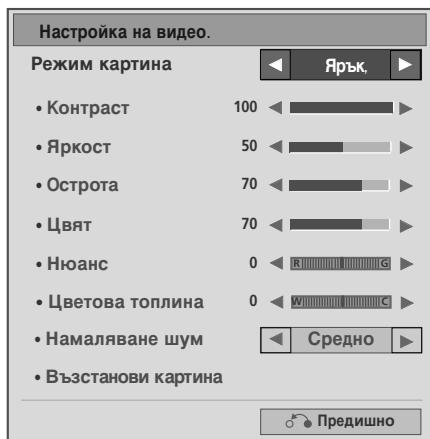 Настройка на видео.
Режим картина ◀ Ярък, ▶
• Контраст 100 ◀ ▶
• Яркост 50 ◀ ▶
• Острота 70 ◀ ▶
• Цвят 70 ◀ ▶
• Нюанс 0 ◀ R G ▶
• Цветова топлина 0 ◀ W C ▶
• Намаляване шум ◀ Средно ▶
• Възстанови картина
Предишно